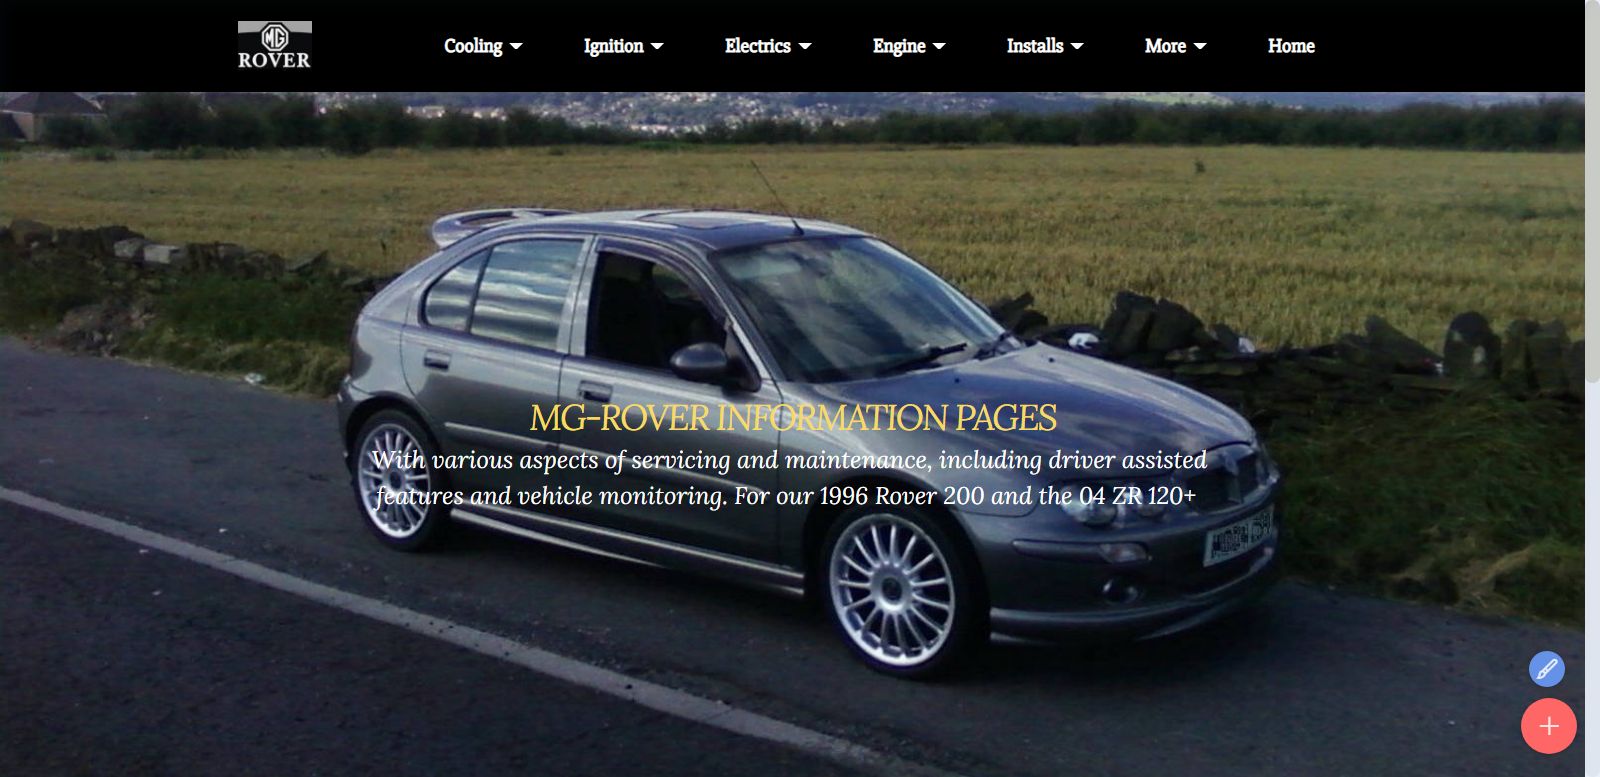 MG
ROVER
Cooling Ignition Electrics Engine Installs More Home
MG-ROVER INFORMATION PAGES
With various aspects of servicing and maintenance, including driver assisted
features and vehicle monitoring. For our 1996 Rover 200 and the 04 ZR 120+